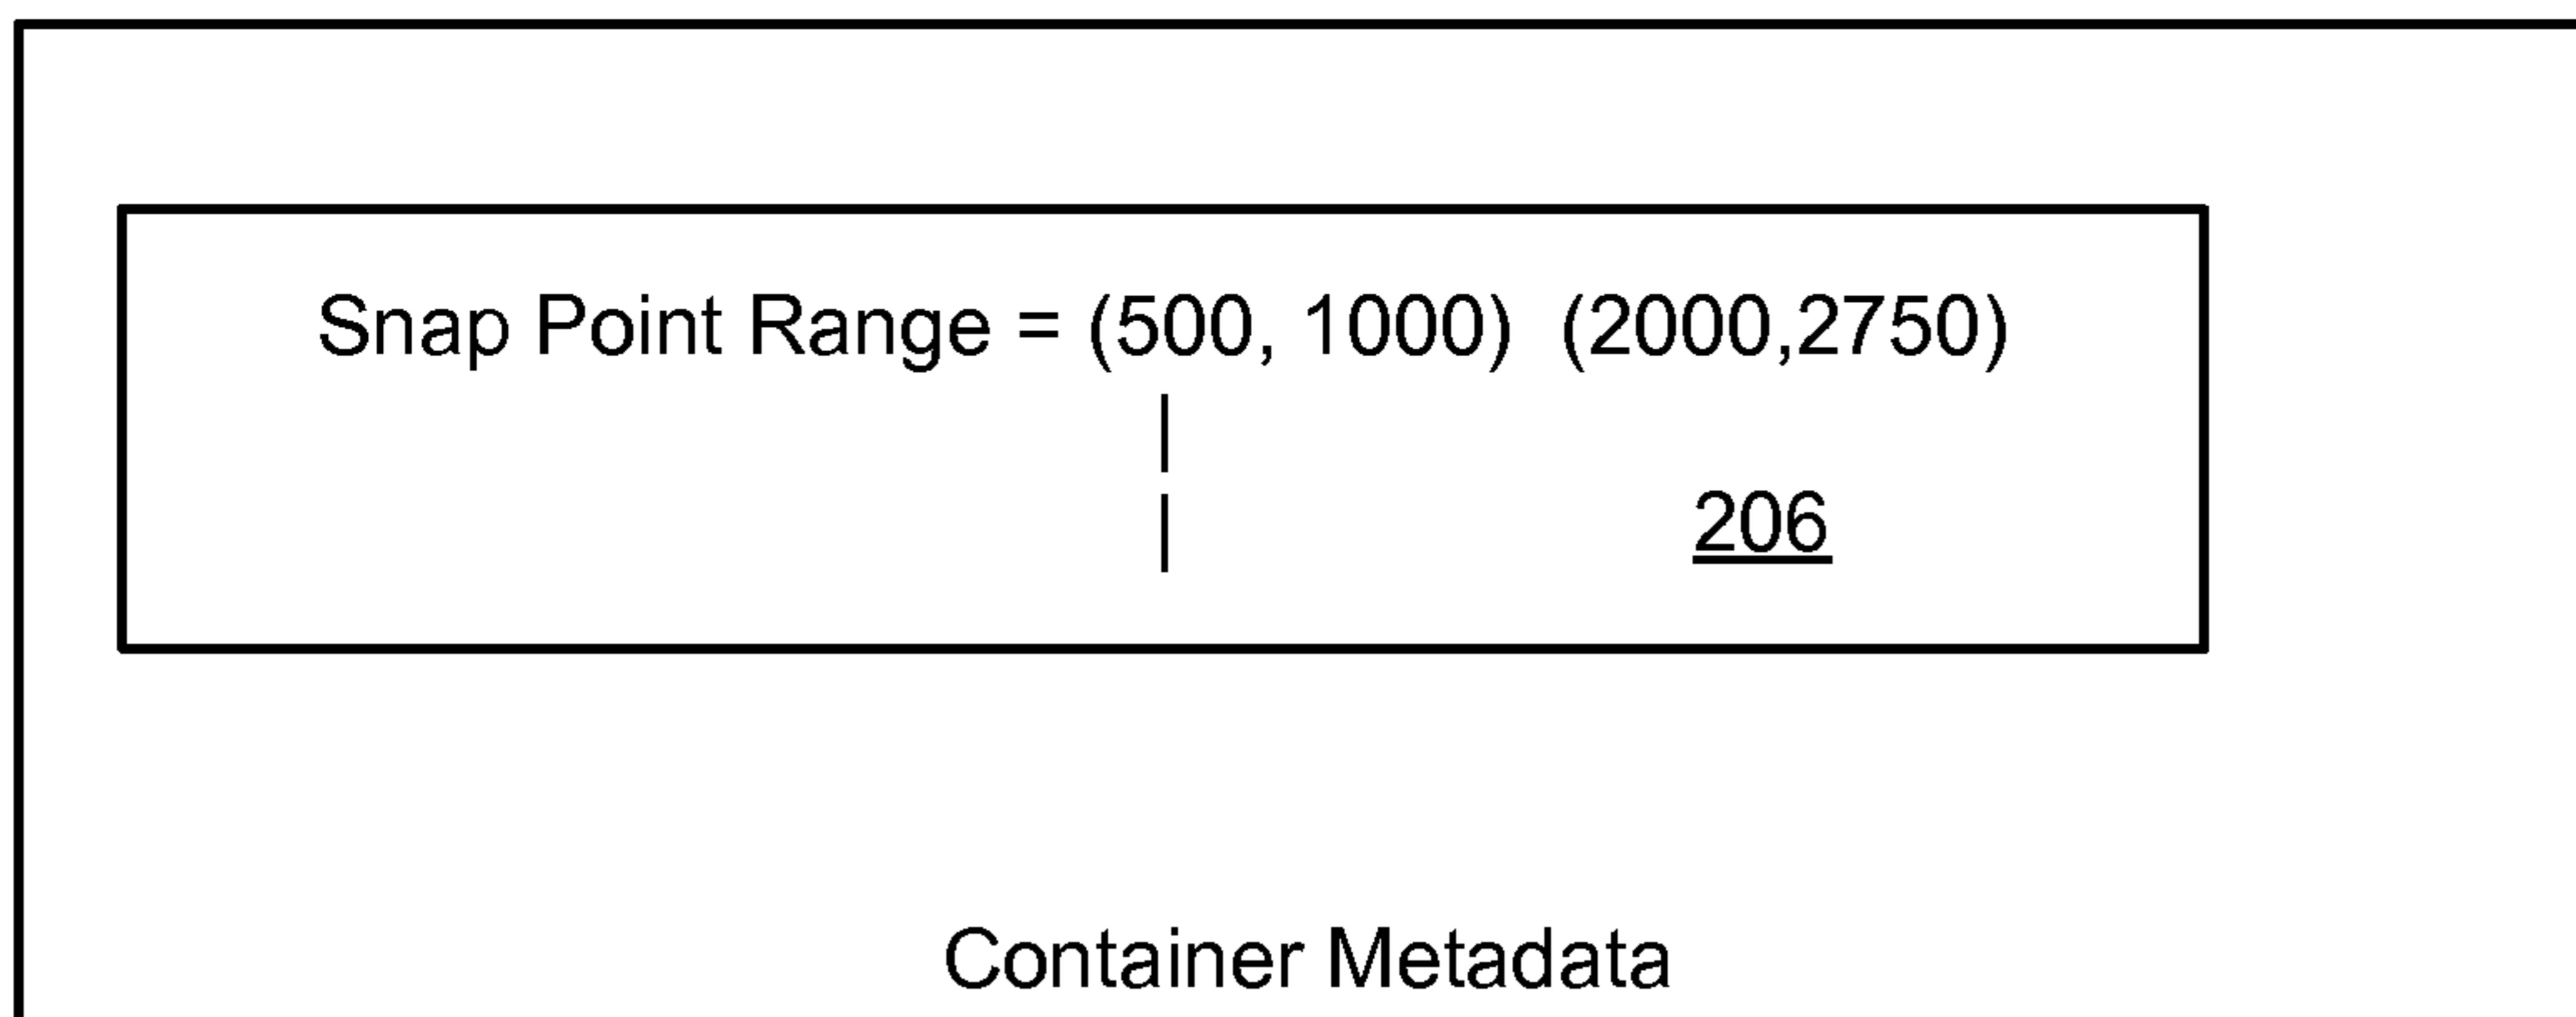 Snap Point Range = (500, 1000) (2000,2750)
206
Container Metadata